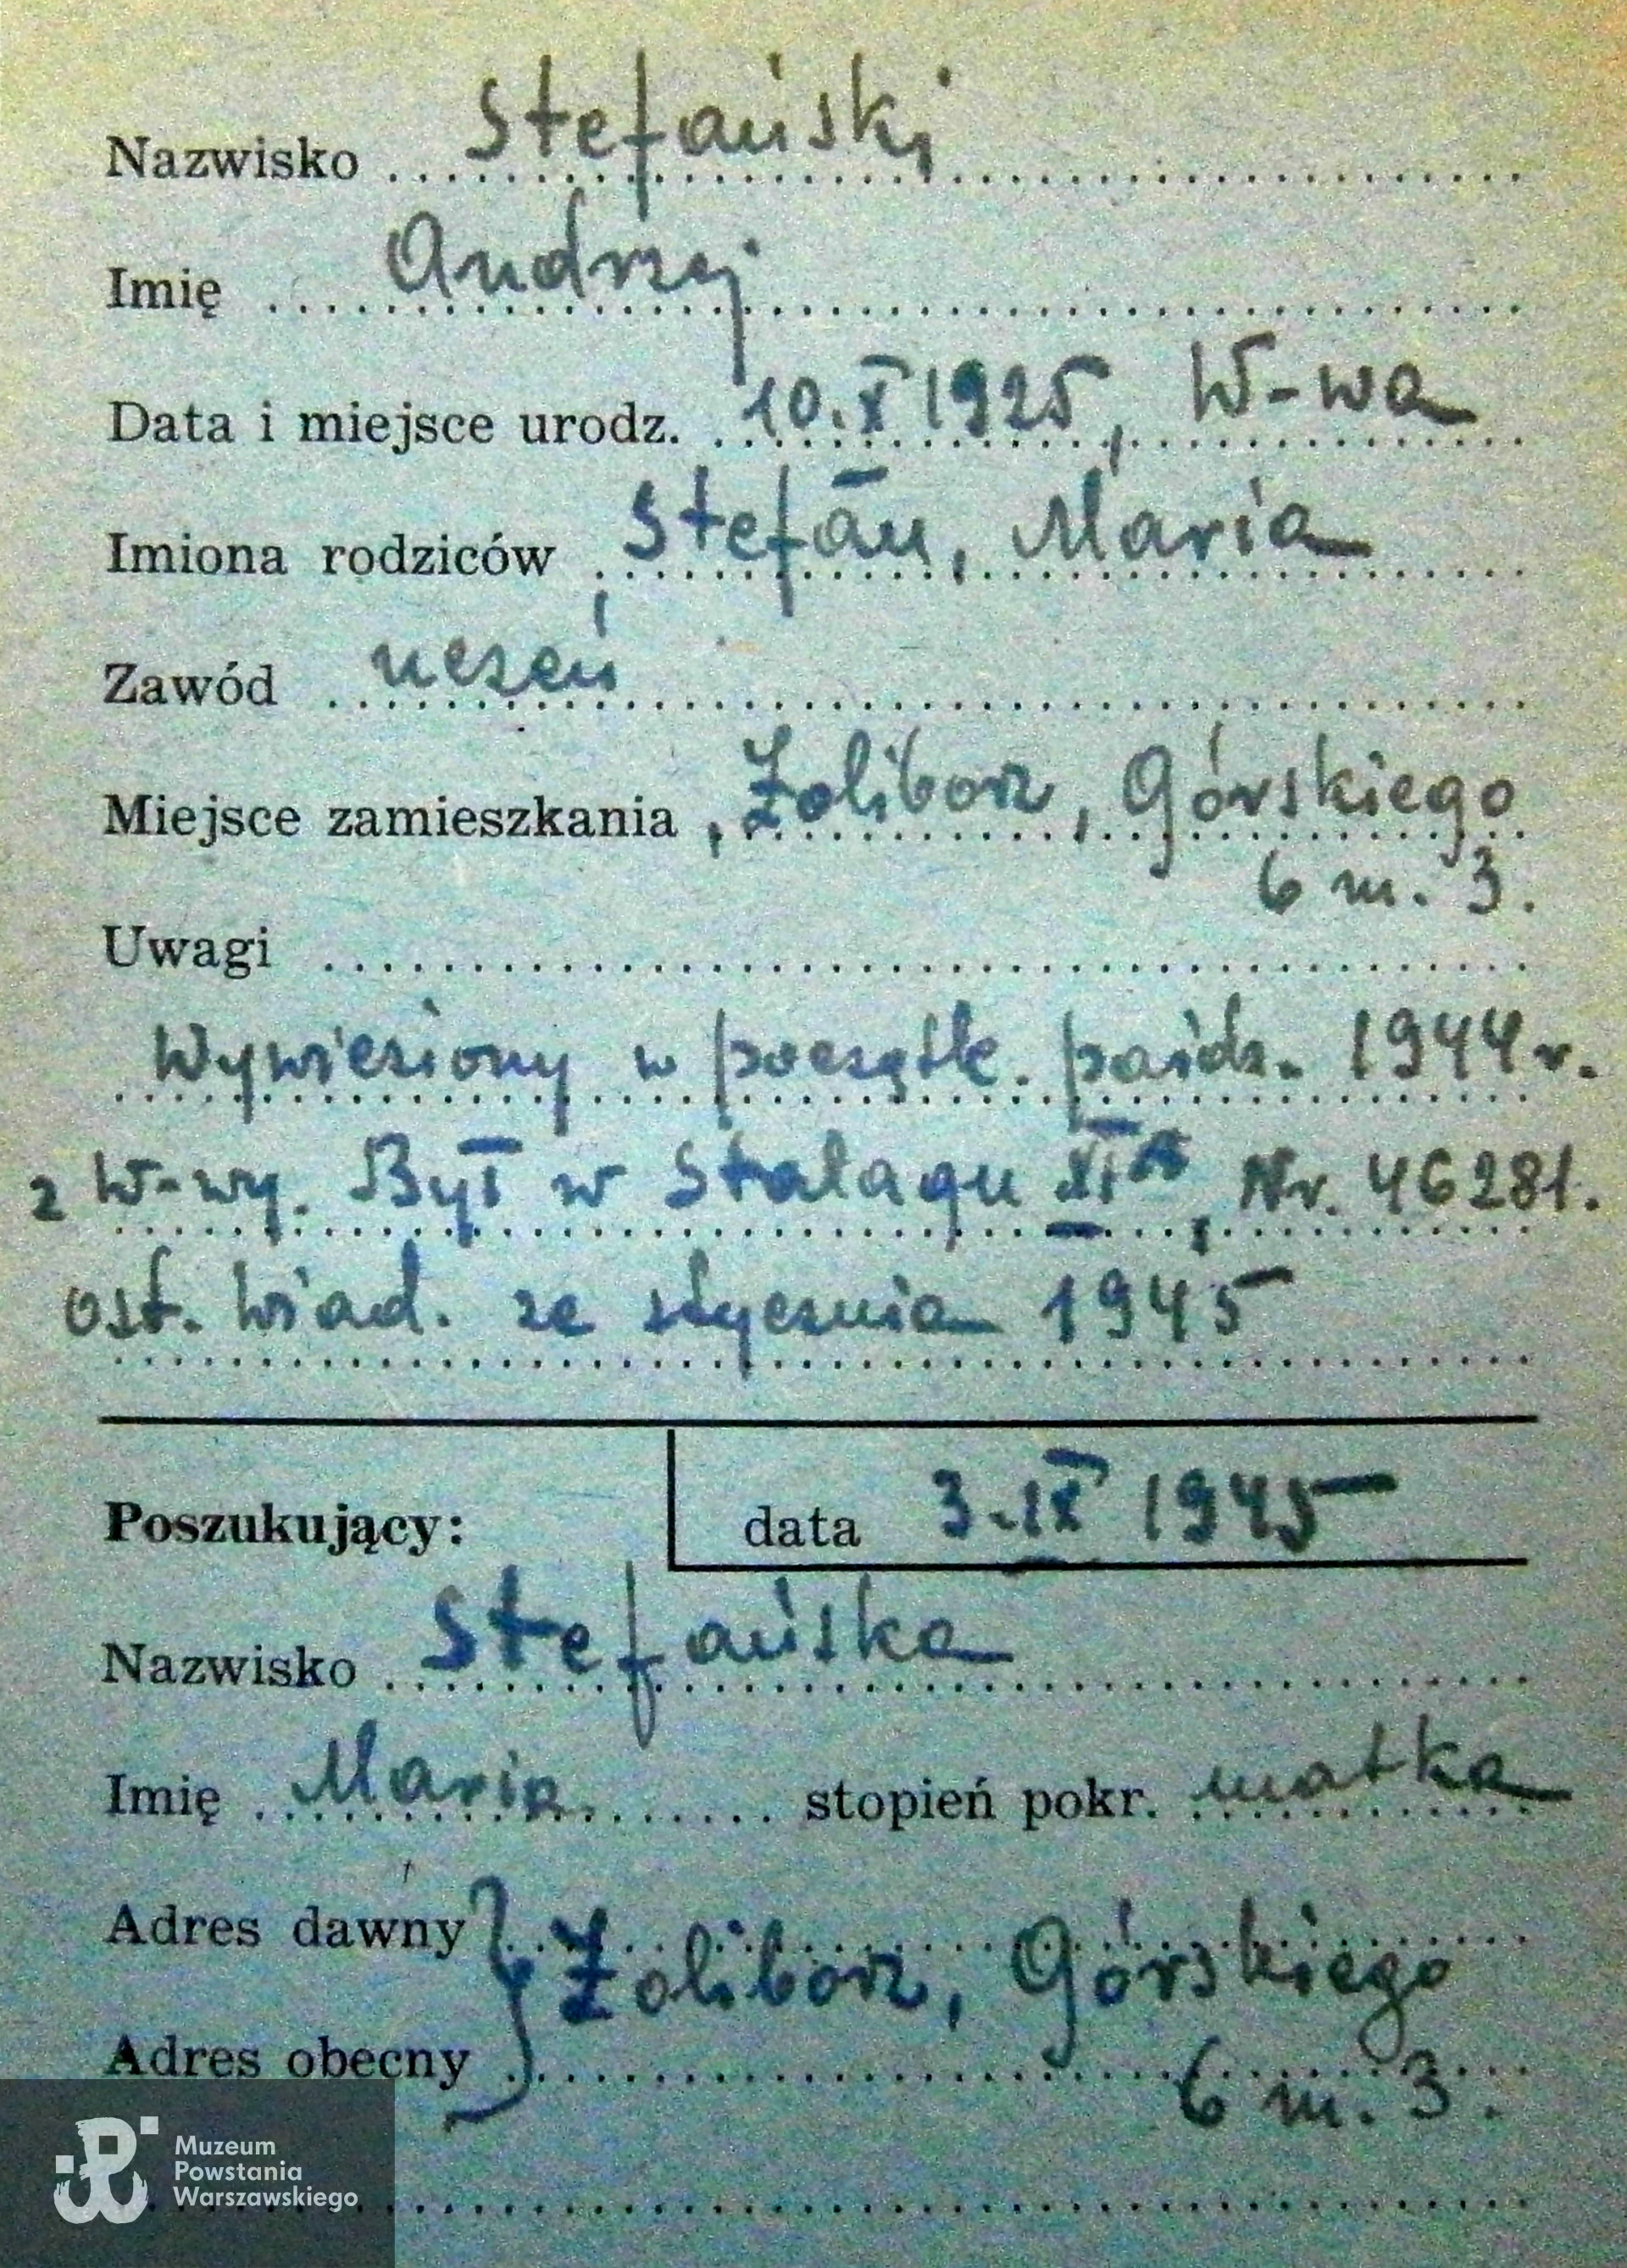 Nazwisko Stefański
Imię Andrzej
Data i miejsce urodz. 10.X 1925, W-wa
Imiona rodziców Stefan, Maria
Zawód uczeń
Miejsce zamieszkania Żoliborz, Górskiego
6 m. 3.
Uwagi
Wywieziony w początk. paźdz. 1944 r.
z W-wy. Był w Stalagu XIA, Nr. 46281.
ost. wiad. ze stycznia 1945
Poszukujący: data 3.IX 1945
Nazwisko Stefańska
Imię Maria stopień pokr. matka
Adres dawny } Żoliborz, Górskiego
Adres obecny 6 m. 3.
Muzeum
Powstania
Warszawskiego